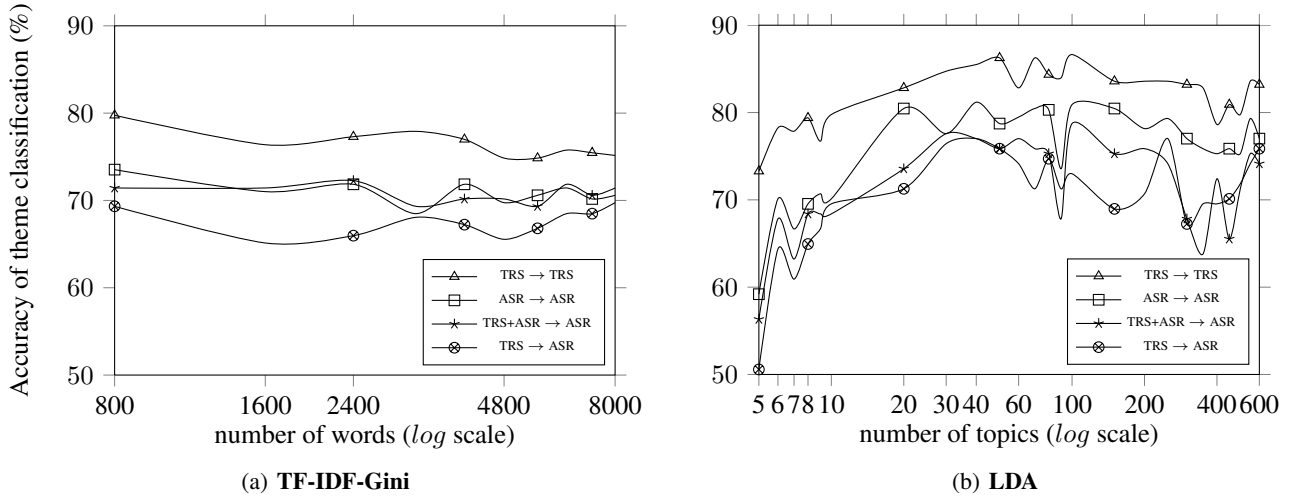 Accuracy of theme classification (%)
90
80
70
60
50
800
1600
2400
4800
8000
number of words (log scale)
TRS → TRS
ASR → ASR
TRS+ASR → ASR
TRS → ASR
(a) TF-IDF-Gini
90
80
70
60
50
5
6
7
8
10
20
30
40
60
100
200
400
600
number of topics (log scale)
TRS → TRS
ASR → ASR
TRS+ASR → ASR
TRS → ASR
(b) LDA